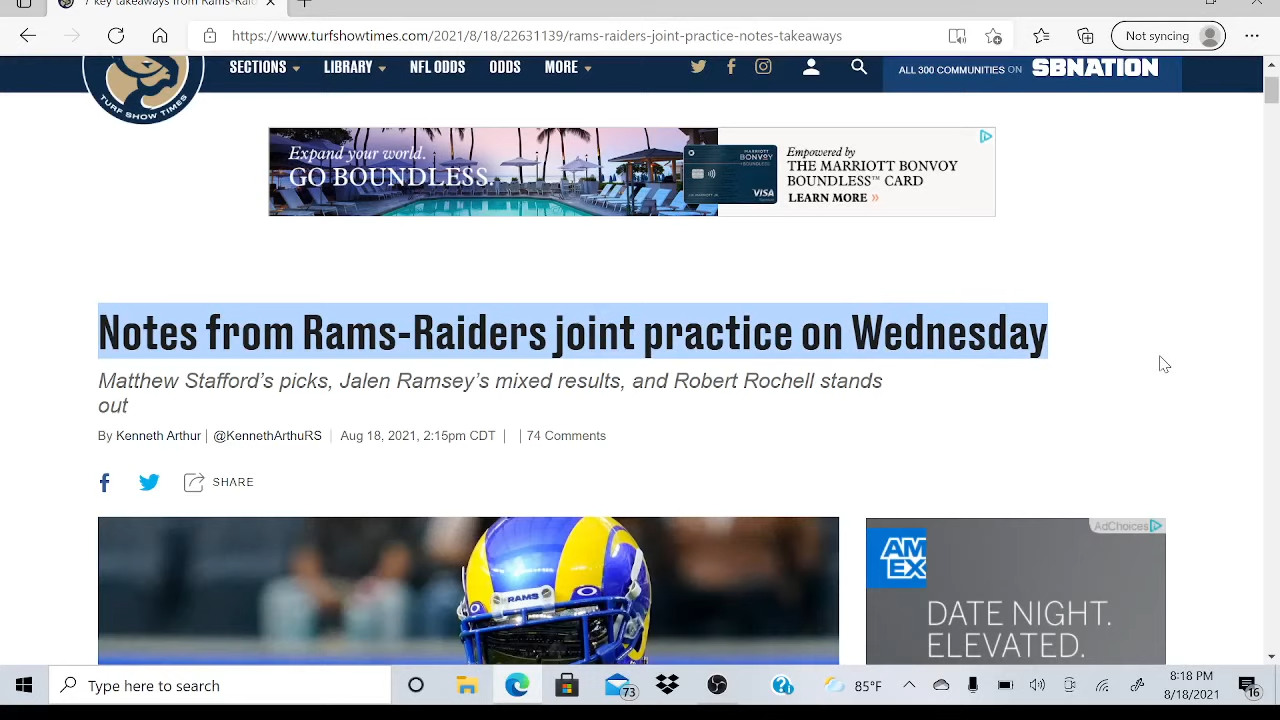 7 key takeaways from Rams-Raid
https://www.turfshowtimes.com/2021/8/18/22631139/rams-raiders-joint-practice-notes-takeaways
Not syncing
TURF SHOW TIMES
SECTIONS
LIBRARY
NFL ODDS
ODDS
MORE
ALL 300 COMMUNITIES ON SBNATION
Expand your world.
GO BOUNDLESS.
MARRIOTT
BONVOY
VISA
Empowered by
THE MARRIOTT BONVOY
BOUNDLESS™ CARD
LEARN MORE »
Notes from Rams-Raiders joint practice on Wednesday
Matthew Stafford's picks, Jalen Ramsey's mixed results, and Robert Rochell stands
out
By Kenneth Arthur | @KennethArthuRS | Aug 18, 2021, 2:15pm CDT | | 74 Comments
SHARE
RAMS
AdChoices
AM
EX
DATE NIGHT.
ELEVATED.
Type here to search
73
85°F
8:18 PM
8/18/2021
16